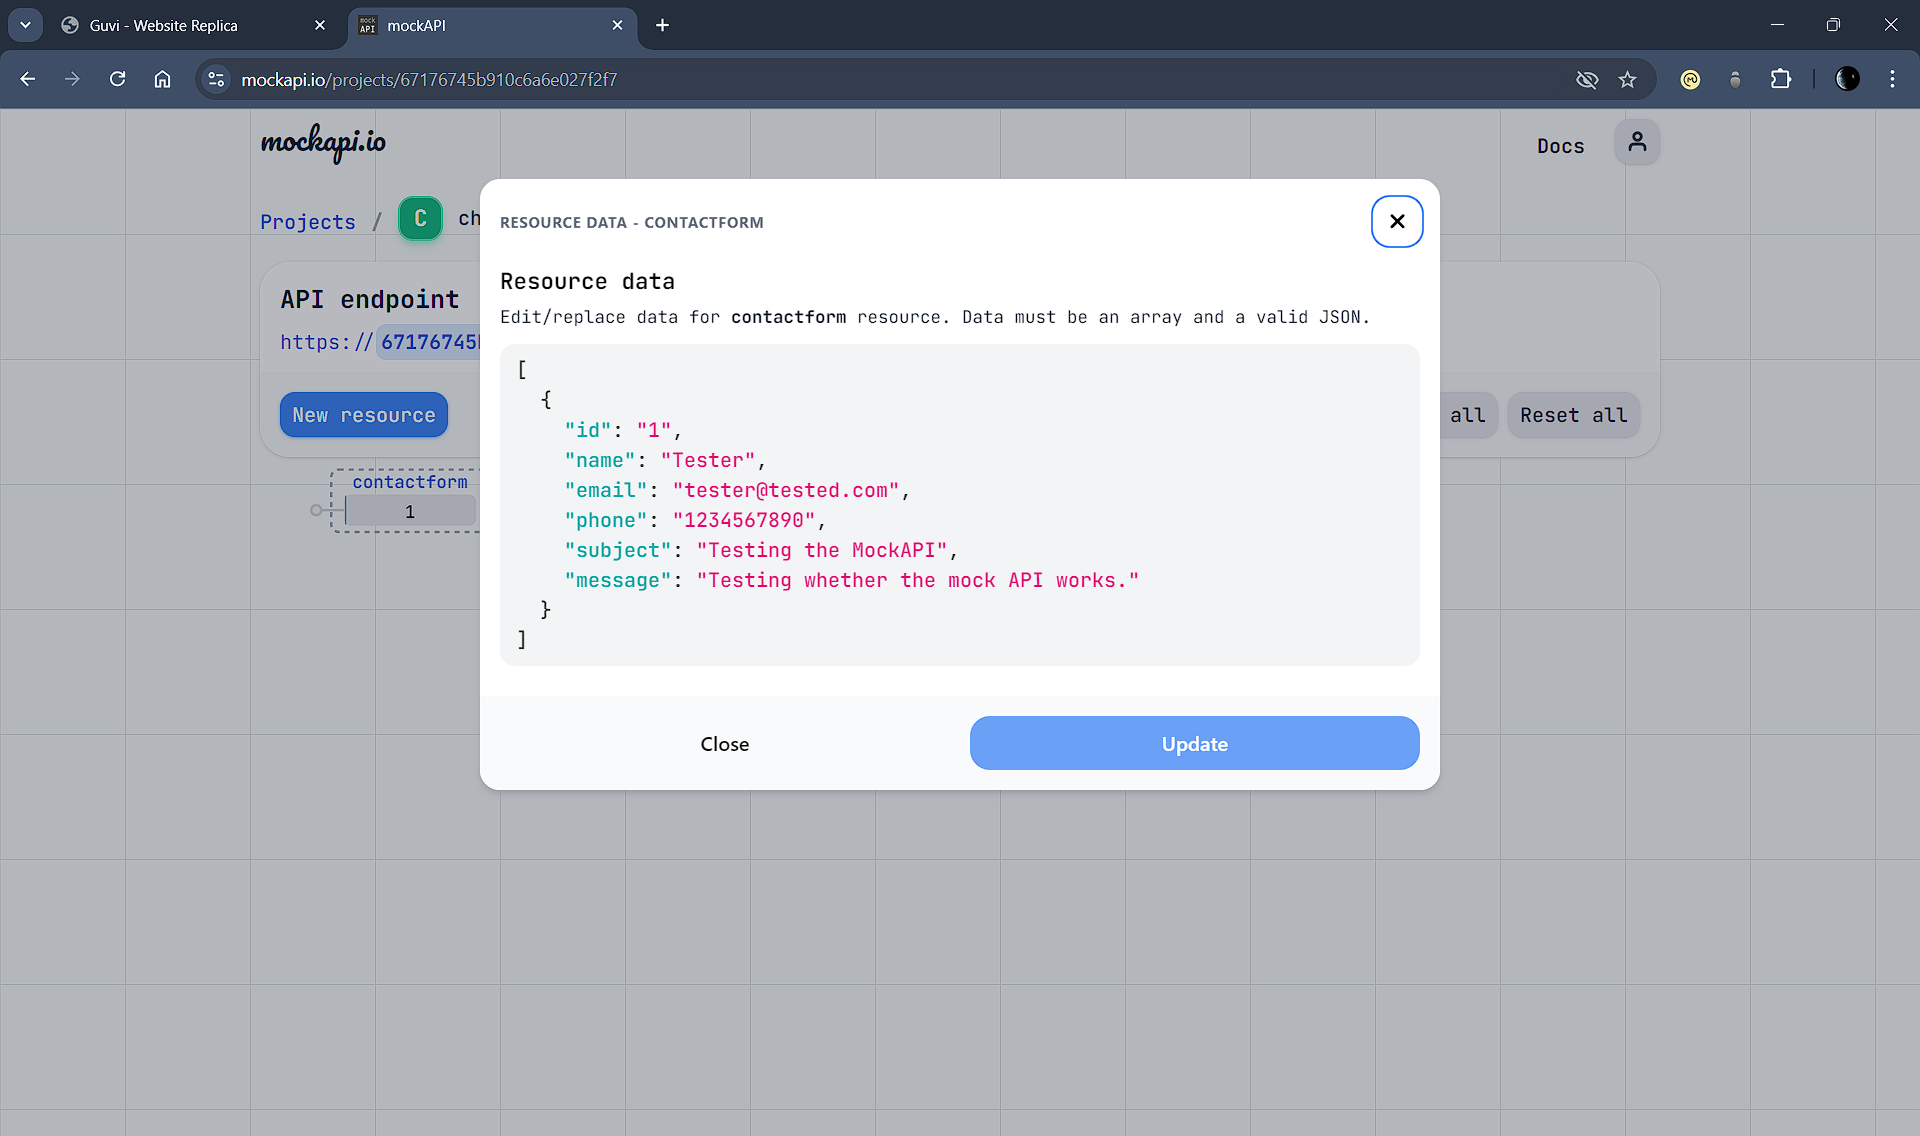 Guvi - Website Replica
mock API
mockAPI
mockapi.io/projects/67176745b910c6a6e027f2f7
mockapi.io
Docs
Projects / C ch
RESOURCE DATA - CONTACTFORM
Resource data
Edit/replace data for contactform resource. Data must be an array and a valid JSON.
API endpoint
https://67176745
New resource
all
Reset all
contactform
1
[
{
"id": "1",
"name": "Tester",
"email": "tester@tested.com",
"phone": "1234567890",
"subject": "Testing the MockAPI",
"message": "Testing whether the mock API works."
}
]
Close
Update